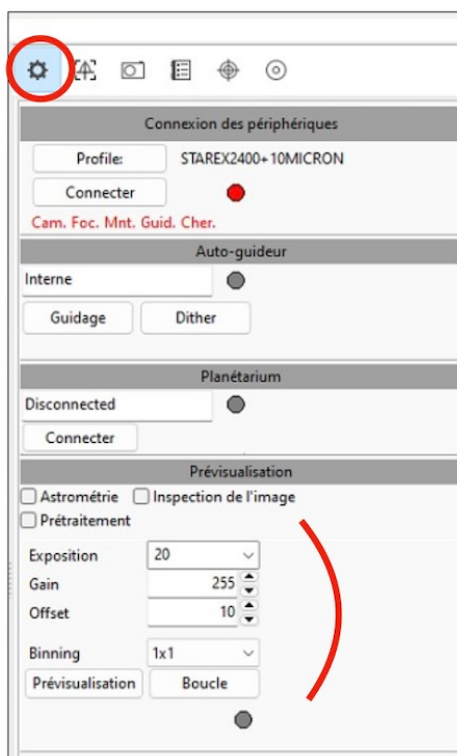 Connexion des périphériques
Profile: STAREX2400+10MICRON
Connecter
Cam. Foc. Mnt. Guid. Cher.
Auto-guideur
Interne
Guidage Dither
Planétarium
Disconnected
Connecter
Prévisualisation
Astrométrie Inspection de l'image
Prétraitement
Exposition 20
Gain 255
Offset 10
Binning 1x1
Prévisualisation Boucle